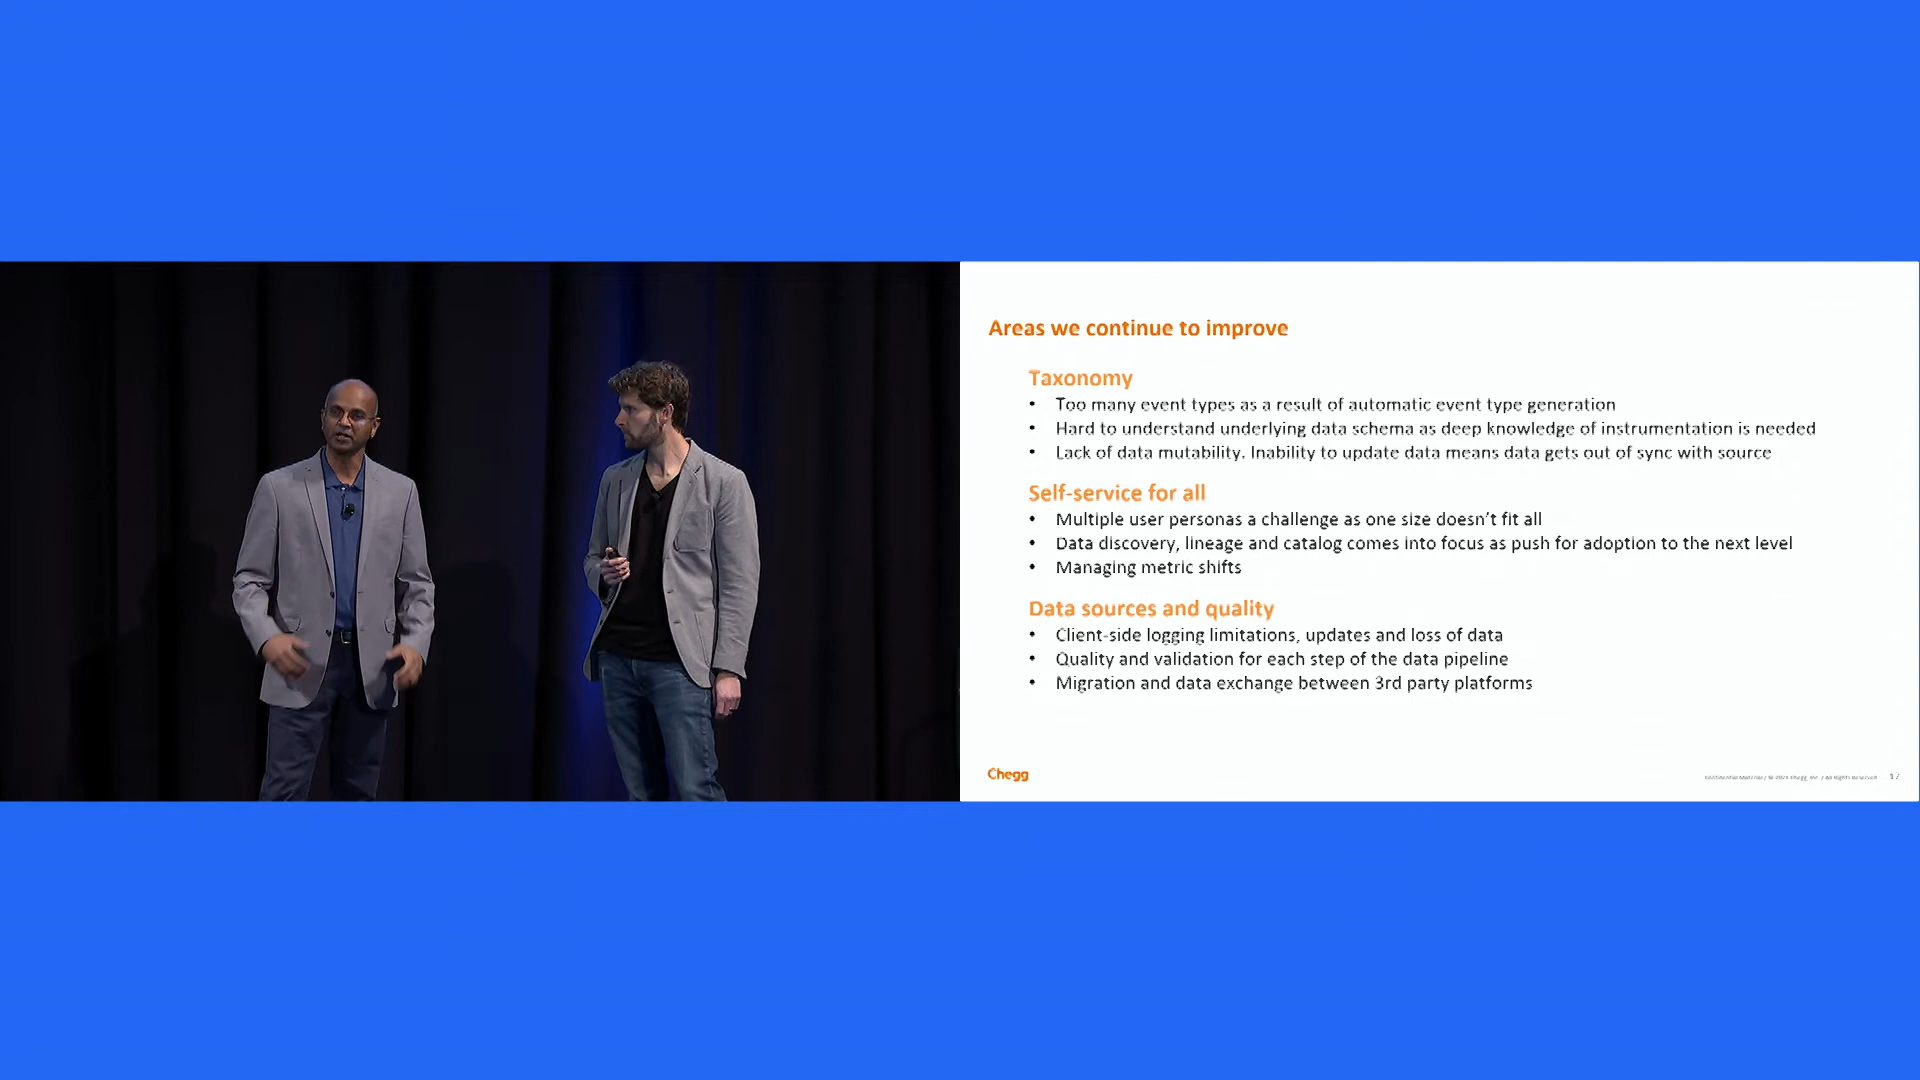 Areas we continue to improve
Taxonomy
• Too many event types as a result of automatic event type generation
• Hard to understand underlying data schema as deep knowledge of instrumentation is needed
• Lack of data mutability. Inability to update data means data gets out of sync with source
Self-service for all
• Multiple user personas a challenge as one size doesn't fit all
• Data discovery, lineage and catalog comes into focus as push for adoption to the next level
• Managing metric shifts
Data sources and quality
• Client-side logging limitations, updates and loss of data
• Quality and validation for each step of the data pipeline
• Migration and data exchange between 3rd party platforms
Chegg